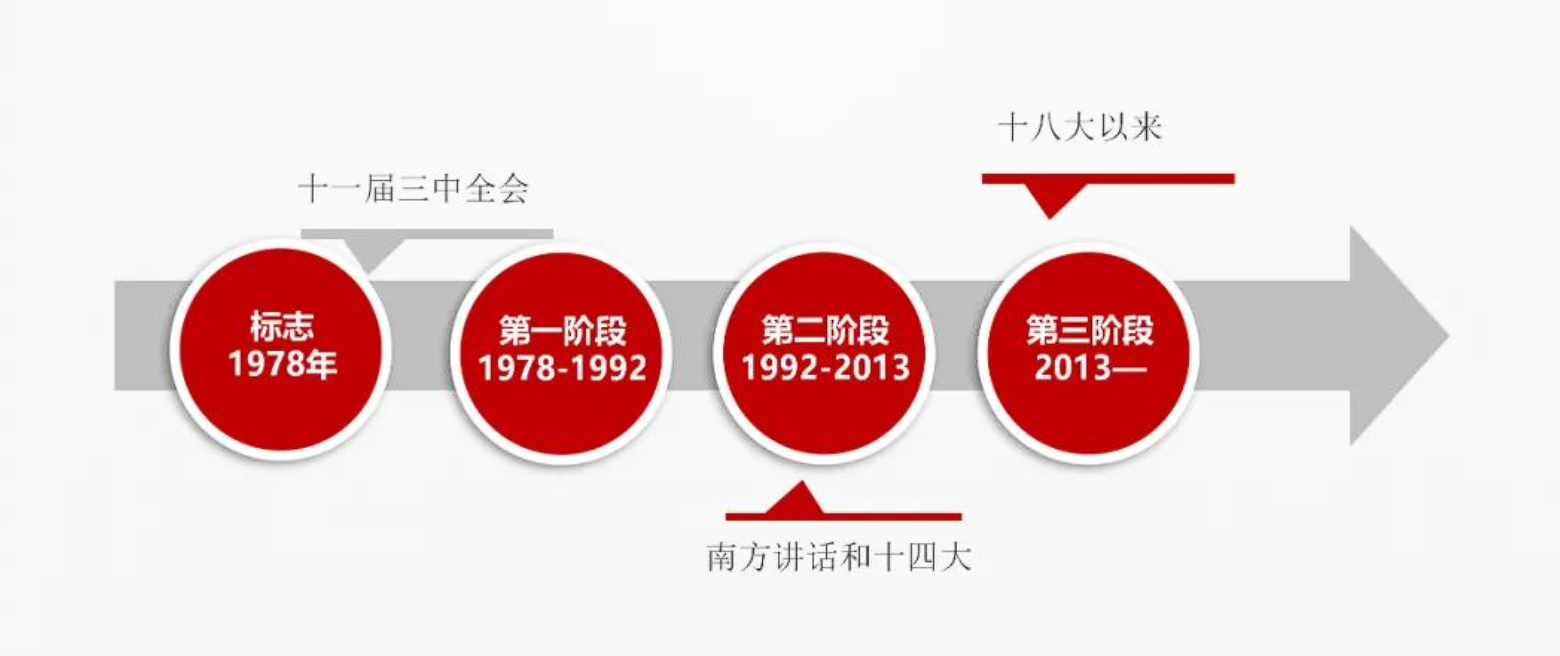 十八大以来
十一届三中全会
标志
1978年
第一阶段
1978-1992
第二阶段
1992-2013
第三阶段
2013—
南方讲话和十四大